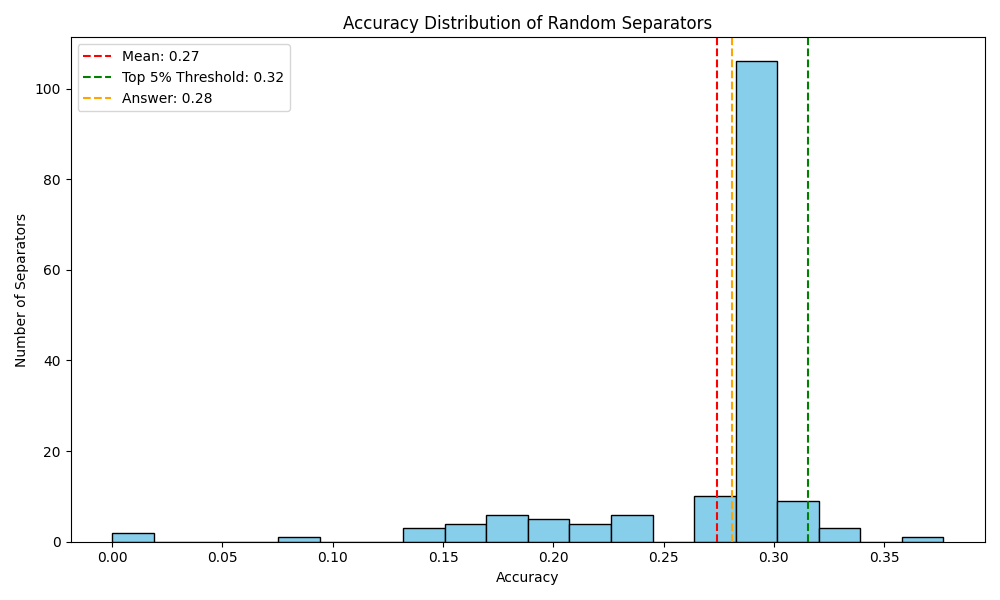 Accuracy Distribution of Random Separators
Mean: 0.27
Top 5% Threshold: 0.32
Answer: 0.28
Number of Separators
100
80
60
40
20
0
0.00 0.05 0.10 0.15 0.20 0.25 0.30 0.35
Accuracy